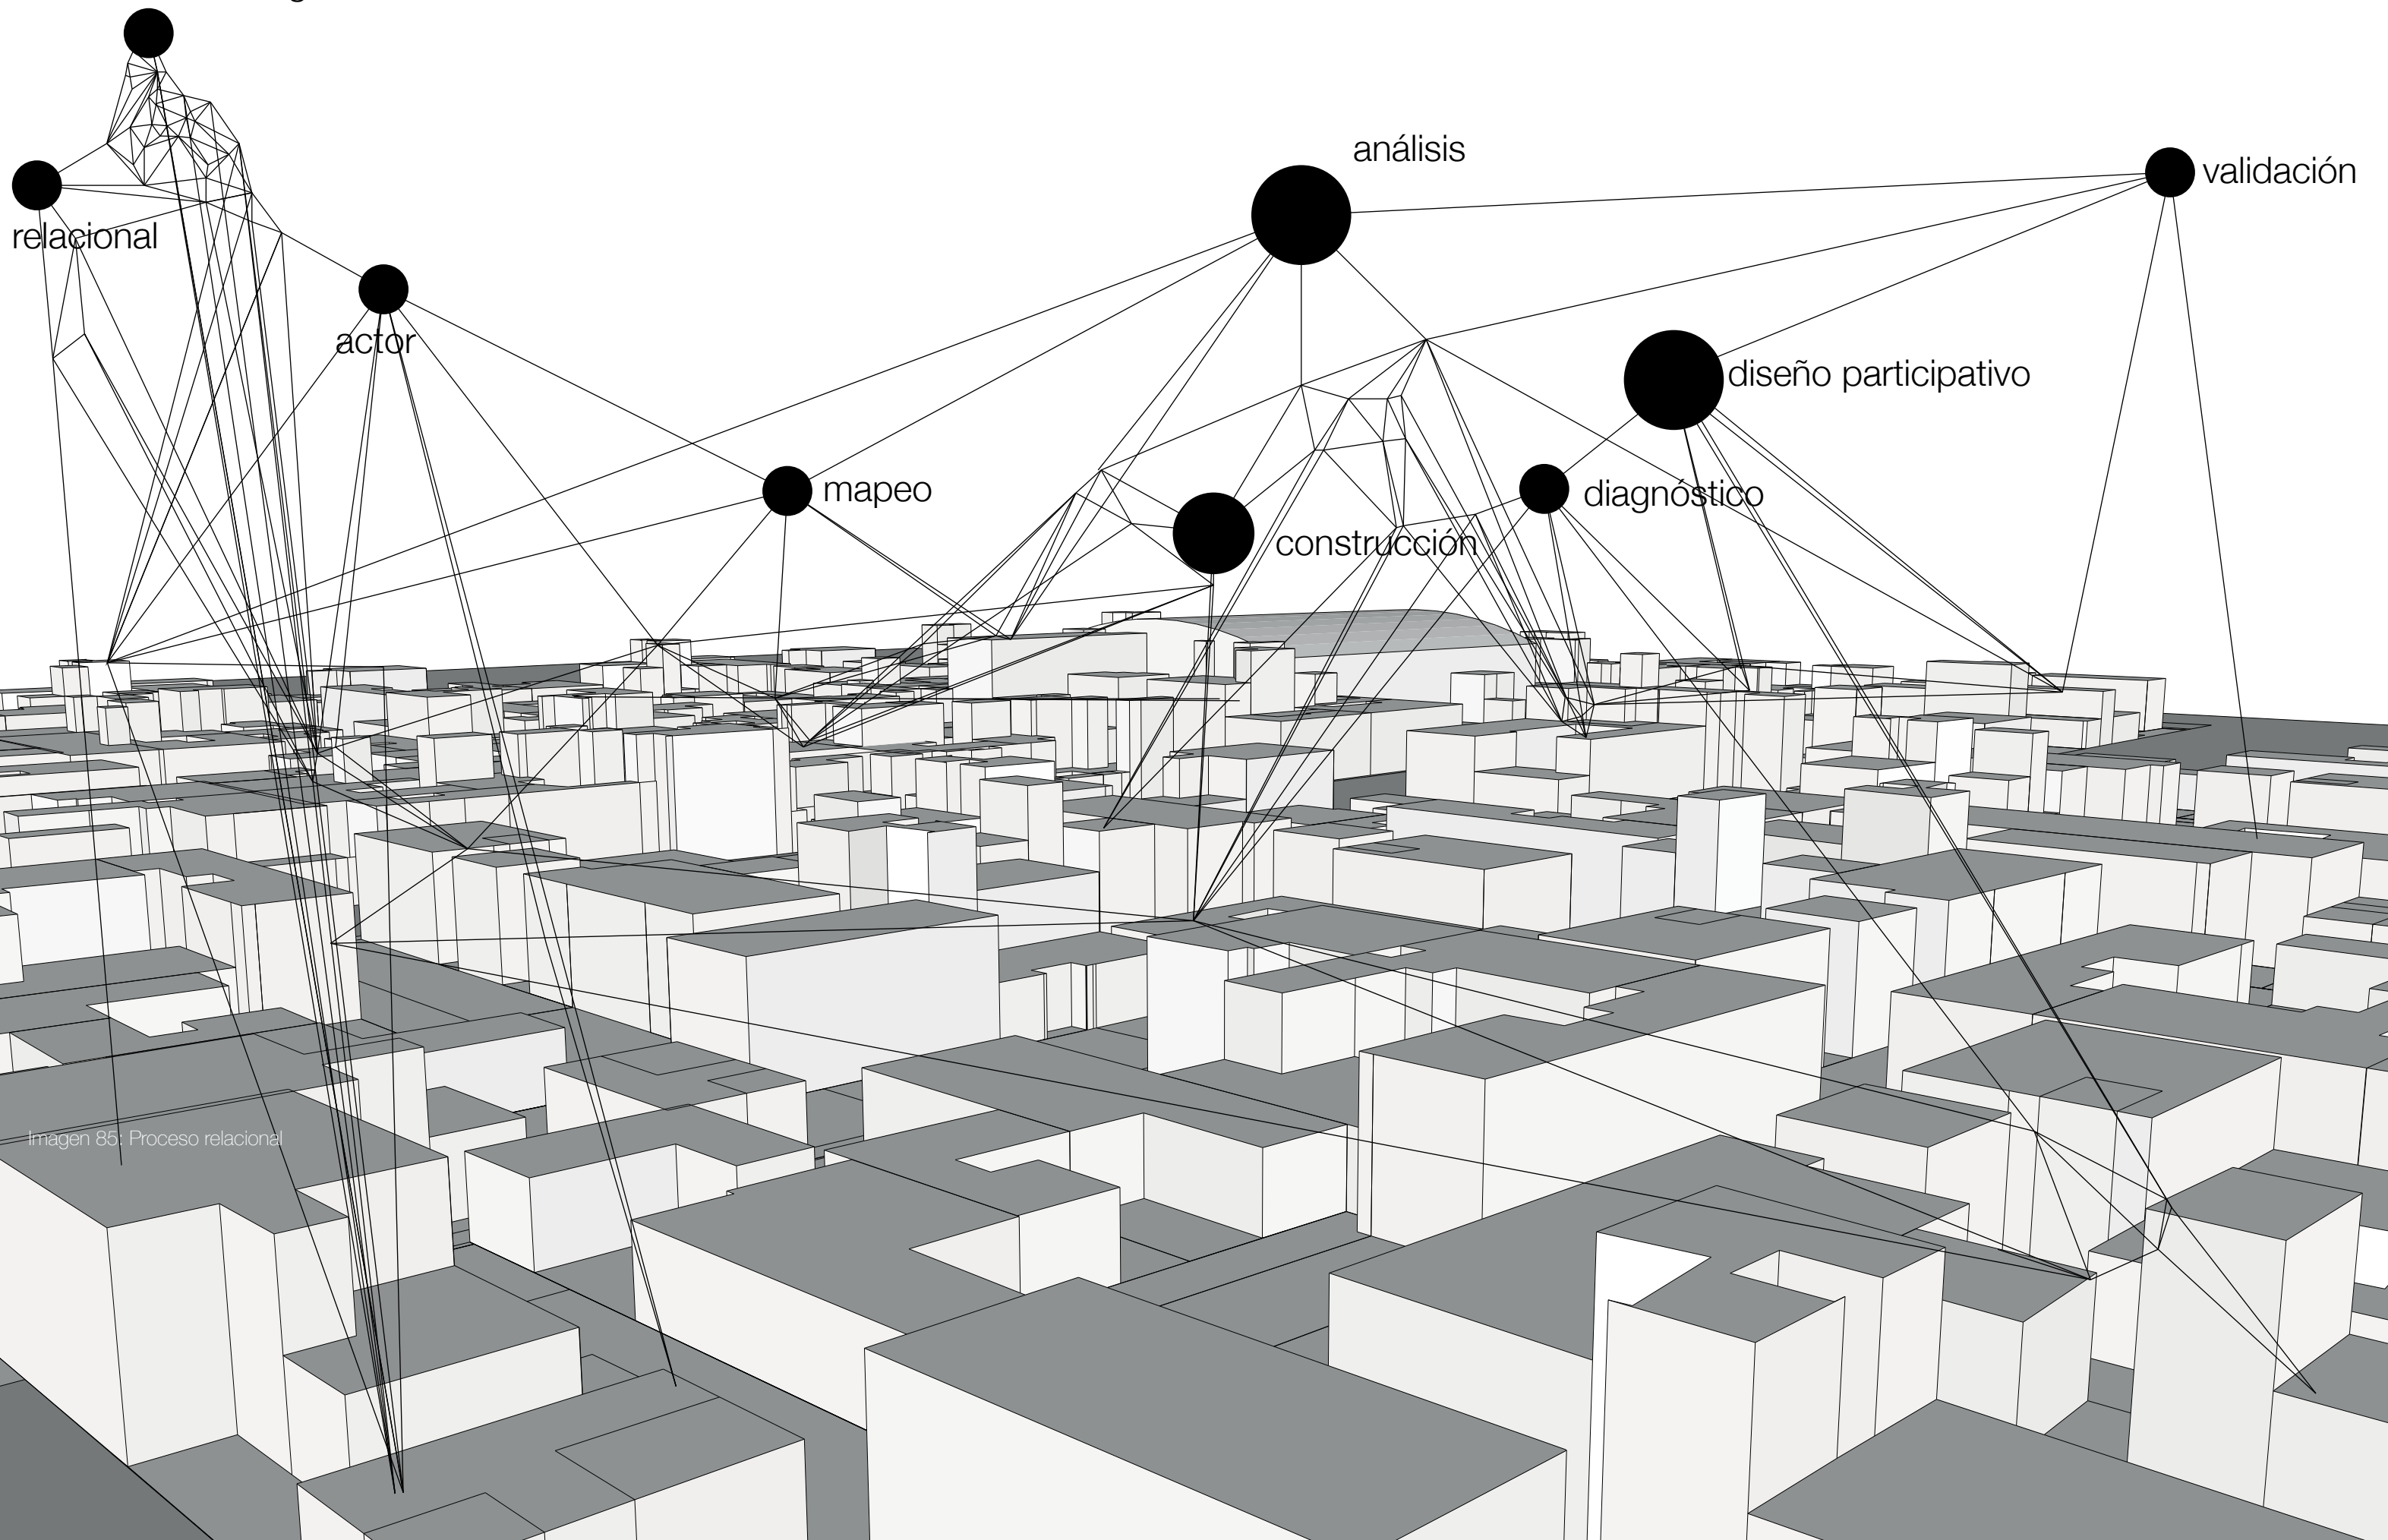 análisis
validación
relacional
actor
diseño participativo
mapeo
diagnóstico
construcción
Imagen 85: Proceso relacional